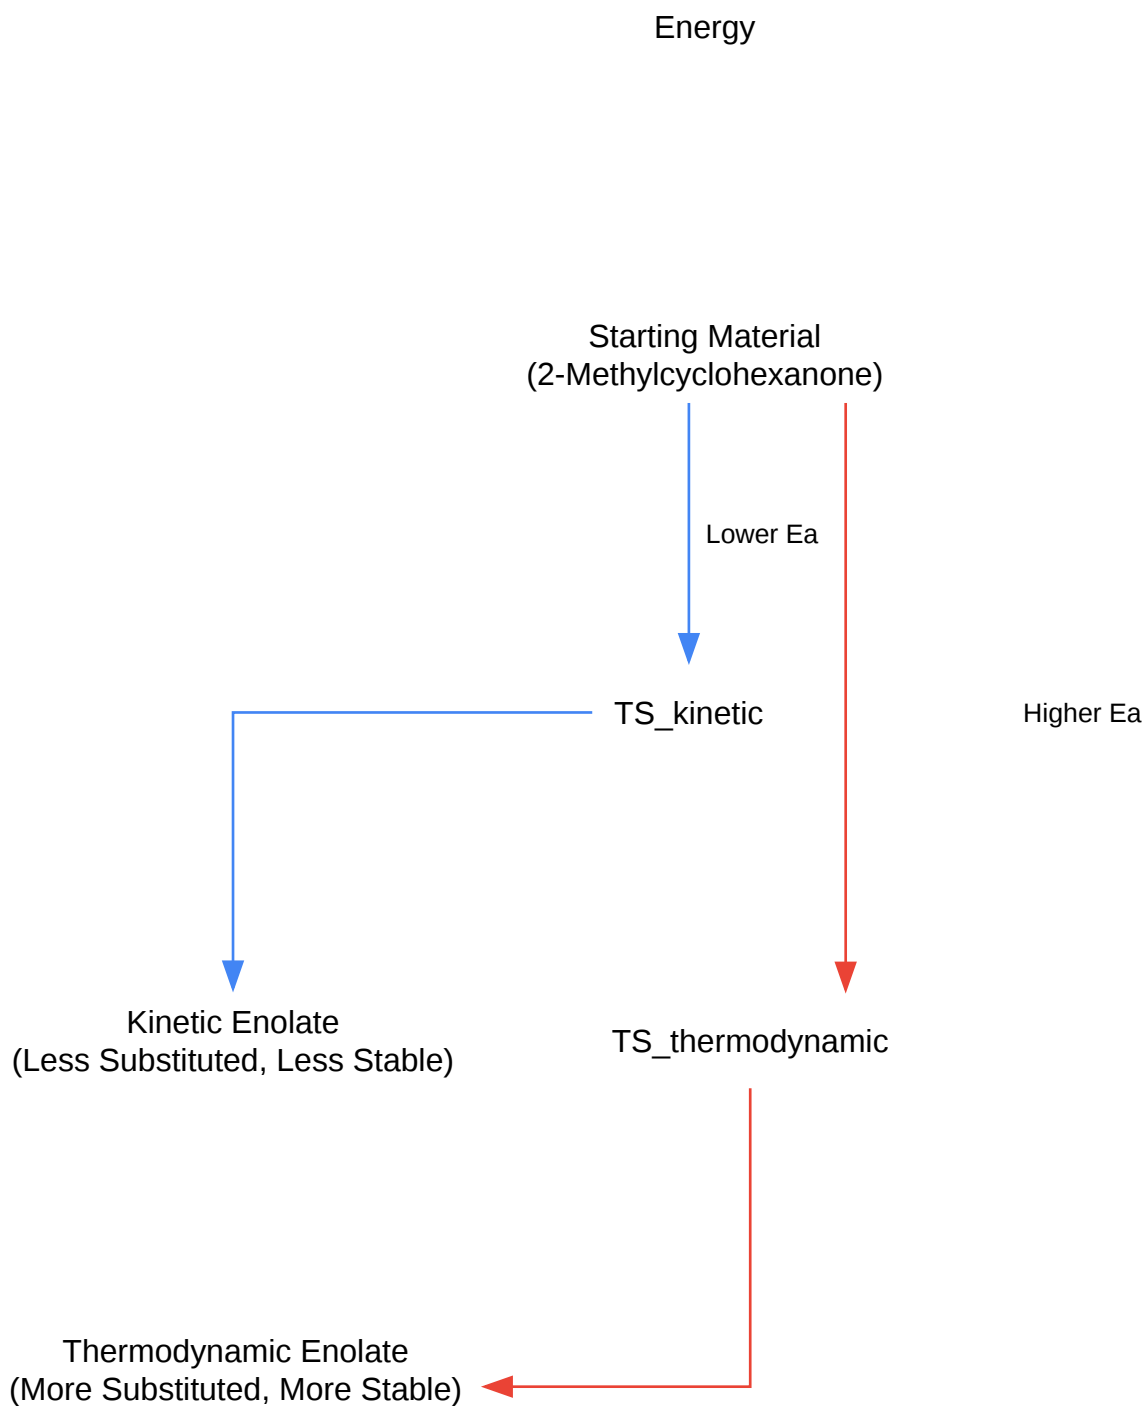 Energy
Starting Material
(2-Methylcyclohexanone)
Lower Ea
TS_kinetic
Higher Ea
Kinetic Enolate
(Less Substituted, Less Stable)
TS_thermodynamic
Thermodynamic Enolate
(More Substituted, More Stable)